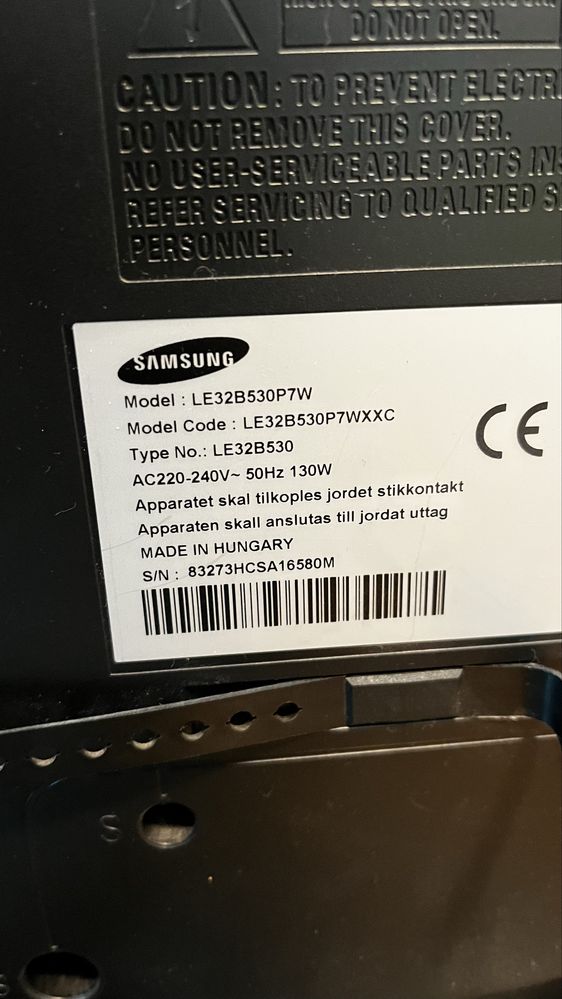 DO NOT OPEN.
CAUTION: TO PREVENT
DO NOT REMOVE THIS COVER.
NO USER-SERVICEABLE PARTS
REFER SERVICING TO QUALIFIED
PERSONNEL.
SAMSUNG
Model : LE32B530P7W
Model Code : LE32B530P7WXXC
Type No.: LE32B530
AC220-240V~ 50Hz 130W
Apparatet skal tilkoples jordet stikkontakt
Apparaten skall anslutas till jordat uttag
MADE IN HUNGARY
S/N : 83273HCSA16580M
CE
S
S